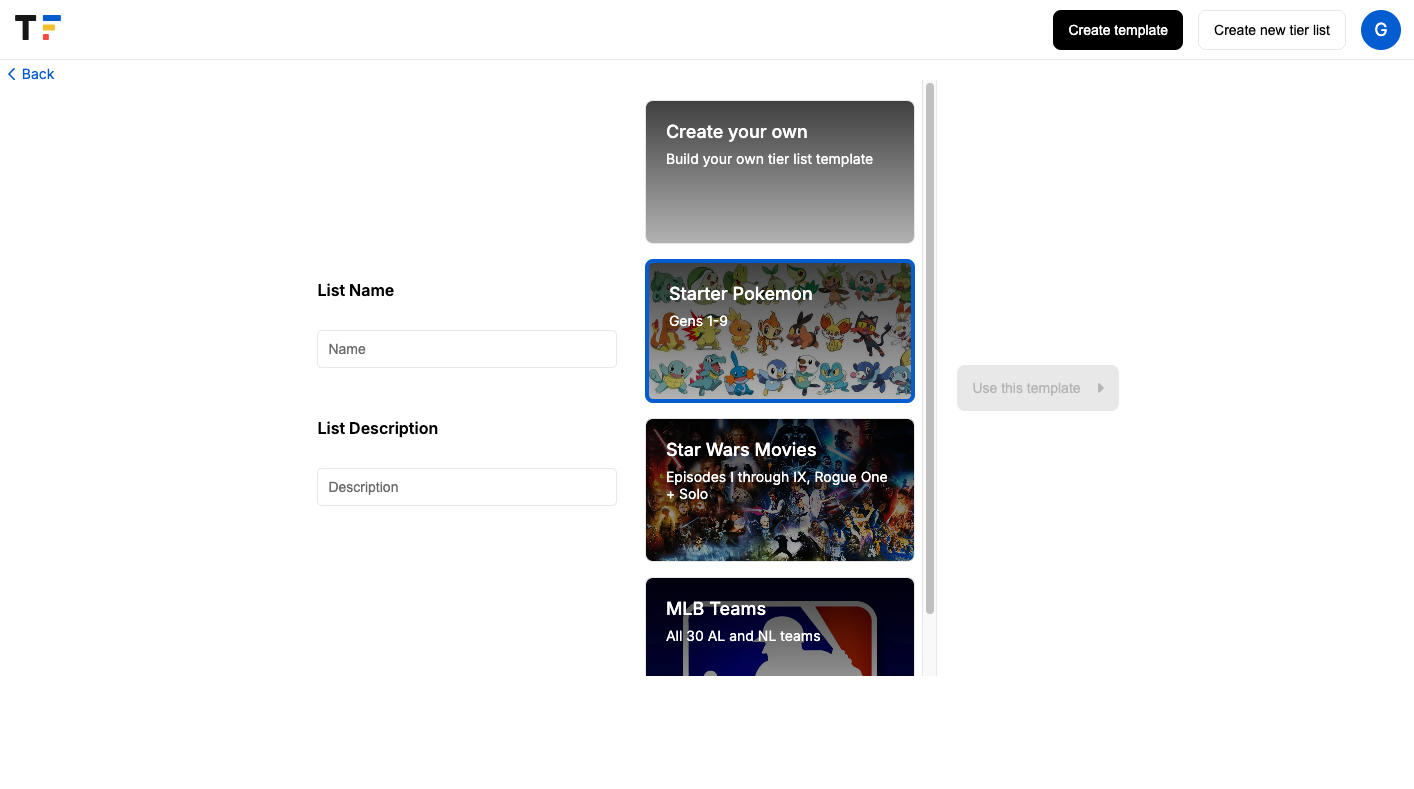 TF
Create template
Create new tier list
G
Back
Create your own
Build your own tier list template
List Name
Name
List Description
Description
Starter Pokemon
Gens 1-9
Star Wars Movies
Episodes I through IX, Rogue One
+ Solo
MLB Teams
All 30 AL and NL teams
Use this template